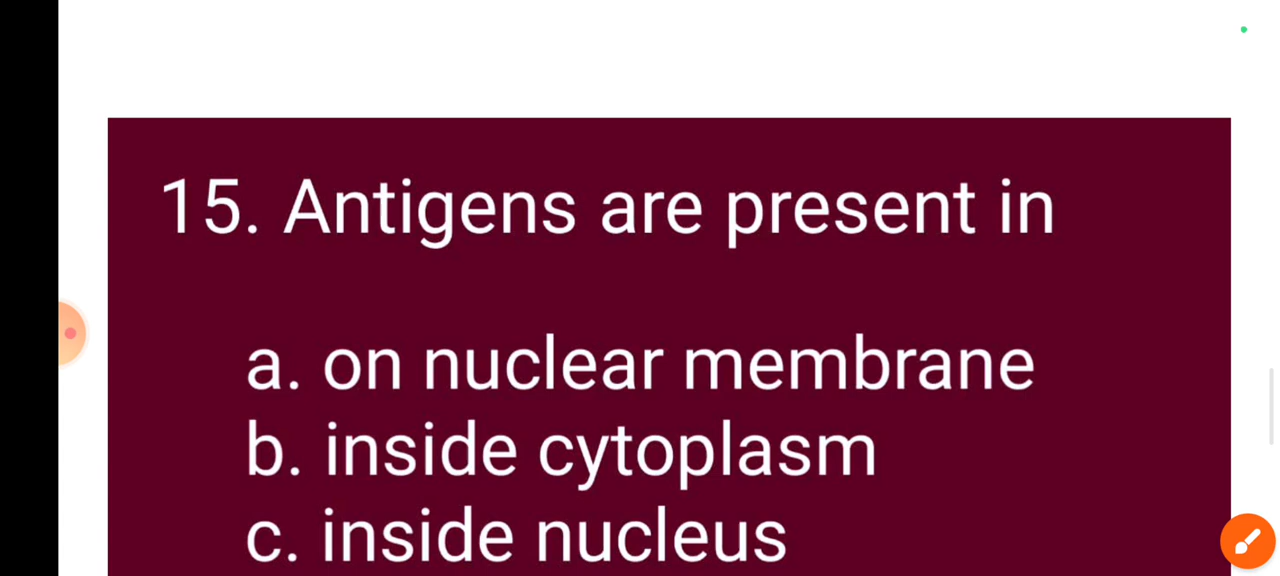 15. Antigens are present in
a. on nuclear membrane
b. inside cytoplasm
c. inside nucleus